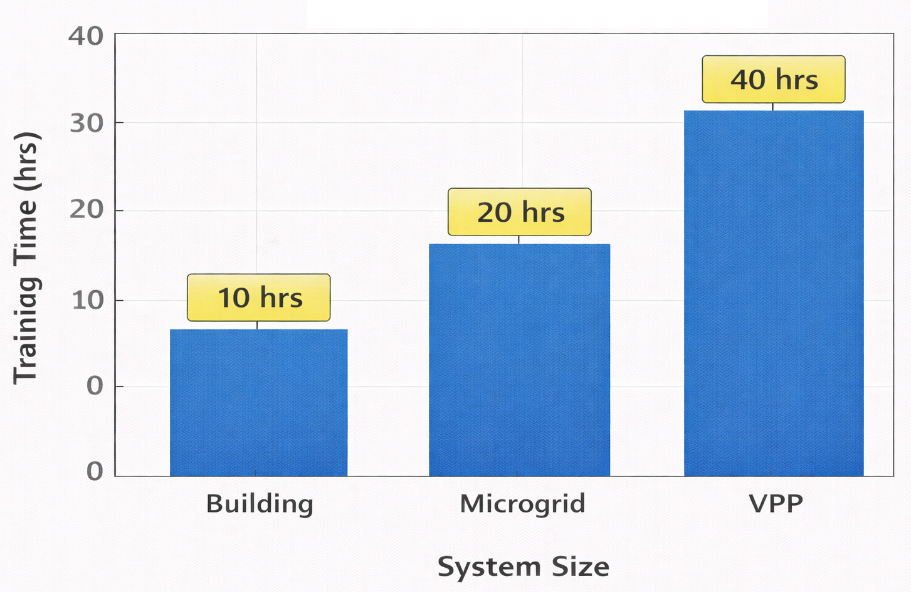 40
40 hrs
30
20 hrs
20
10 hrs
10
0
0
Trainiag Time (hrs)
Building Microgrid VPP
System Size